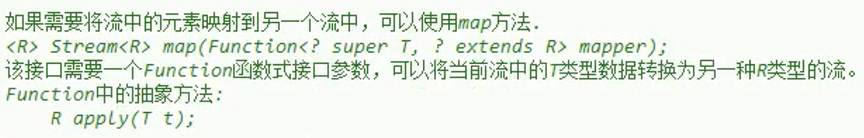 如果需要将流中的元素映射到另一个流中，可以使用map方法.
<R> Stream<R> map(Function<? super T, ? extends R> mapper);
该接口需要一个Function函数式接口参数，可以将当前流中的T类型数据转换为另一种R类型的流。
Function中的抽象方法:
R apply(T t);